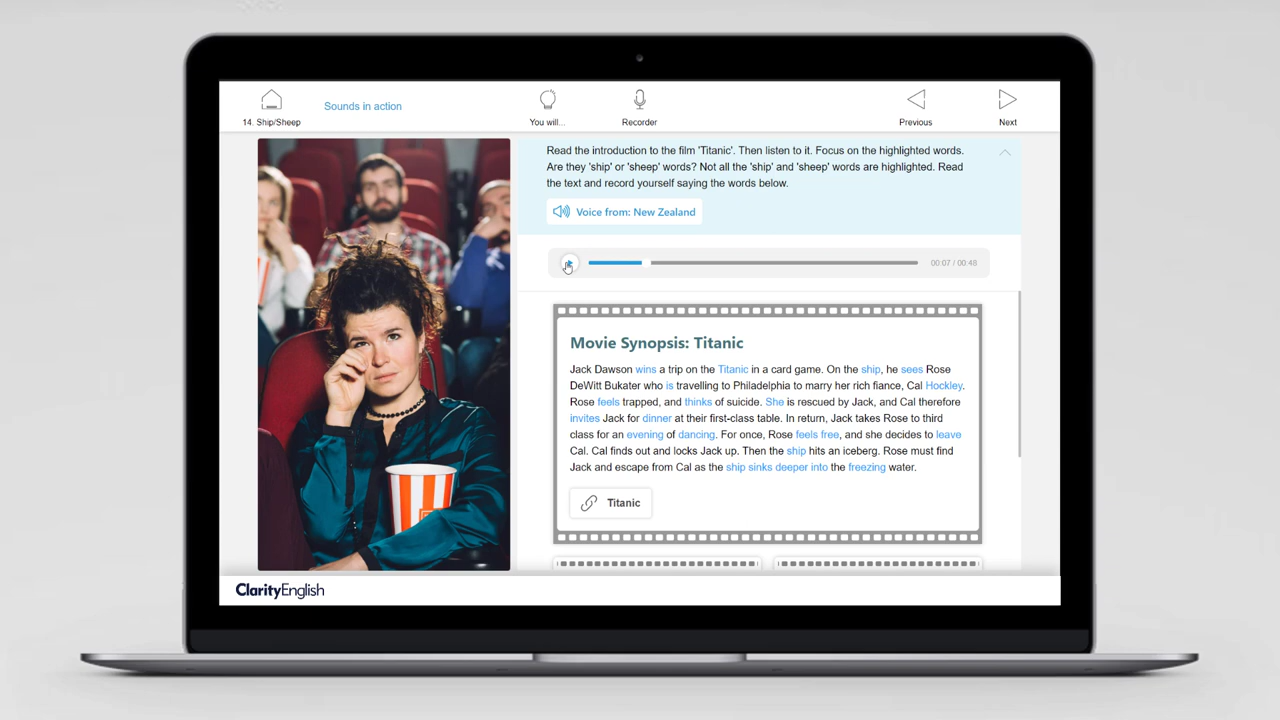 14. Ship/Sheep
Sounds in action
You will...
Recorder
Previous
Next
Read the introduction to the film 'Titanic'. Then listen to it. Focus on the highlighted words.
Are they 'ship' or 'sheep' words? Not all the 'ship' and 'sheep' words are highlighted. Read
the text and record yourself saying the words below.
Voice from: New Zealand
00:07 / 00:48
Movie Synopsis: Titanic
Jack Dawson wins a trip on the Titanic in a card game. On the ship, he sees Rose
DeWitt Bukater who is travelling to Philadelphia to marry her rich fiance, Cal Hockley.
Rose feels trapped, and thinks of suicide. She is rescued by Jack, and Cal therefore
invites Jack for dinner at their first-class table. In return, Jack takes Rose to third
class for an evening of dancing. For once, Rose feels free, and she decides to leave
Cal. Cal finds out and locks Jack up. Then the ship hits an iceberg. Rose must find
Jack and escape from Cal as the ship sinks deeper into the freezing water.
Titanic
ClarityEnglish